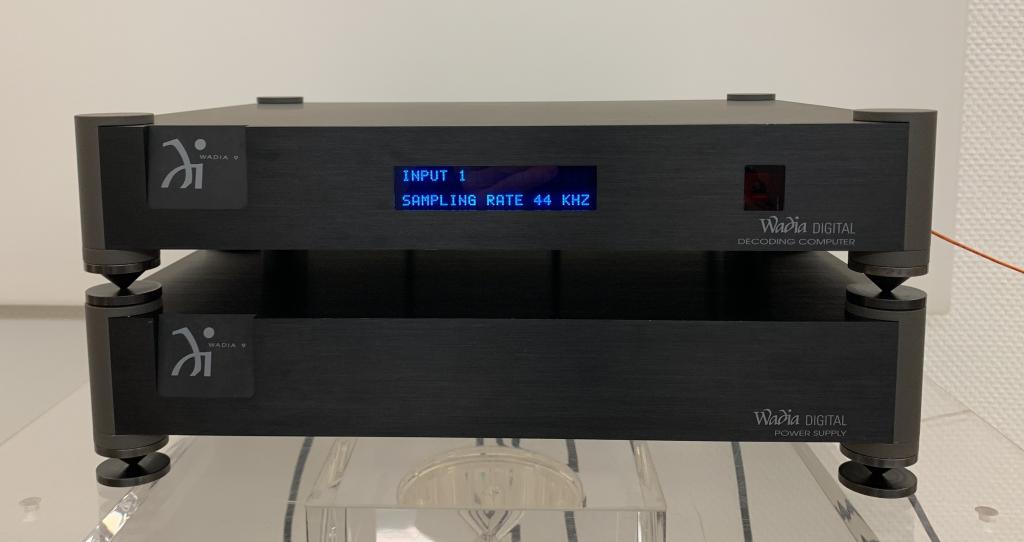 WADIA 9
INPUT 1
SAMPLING RATE 44 KHZ
Wadia DIGITAL
DECODING COMPUTER
WADIA 9
Wadia DIGITAL
POWER SUPPLY